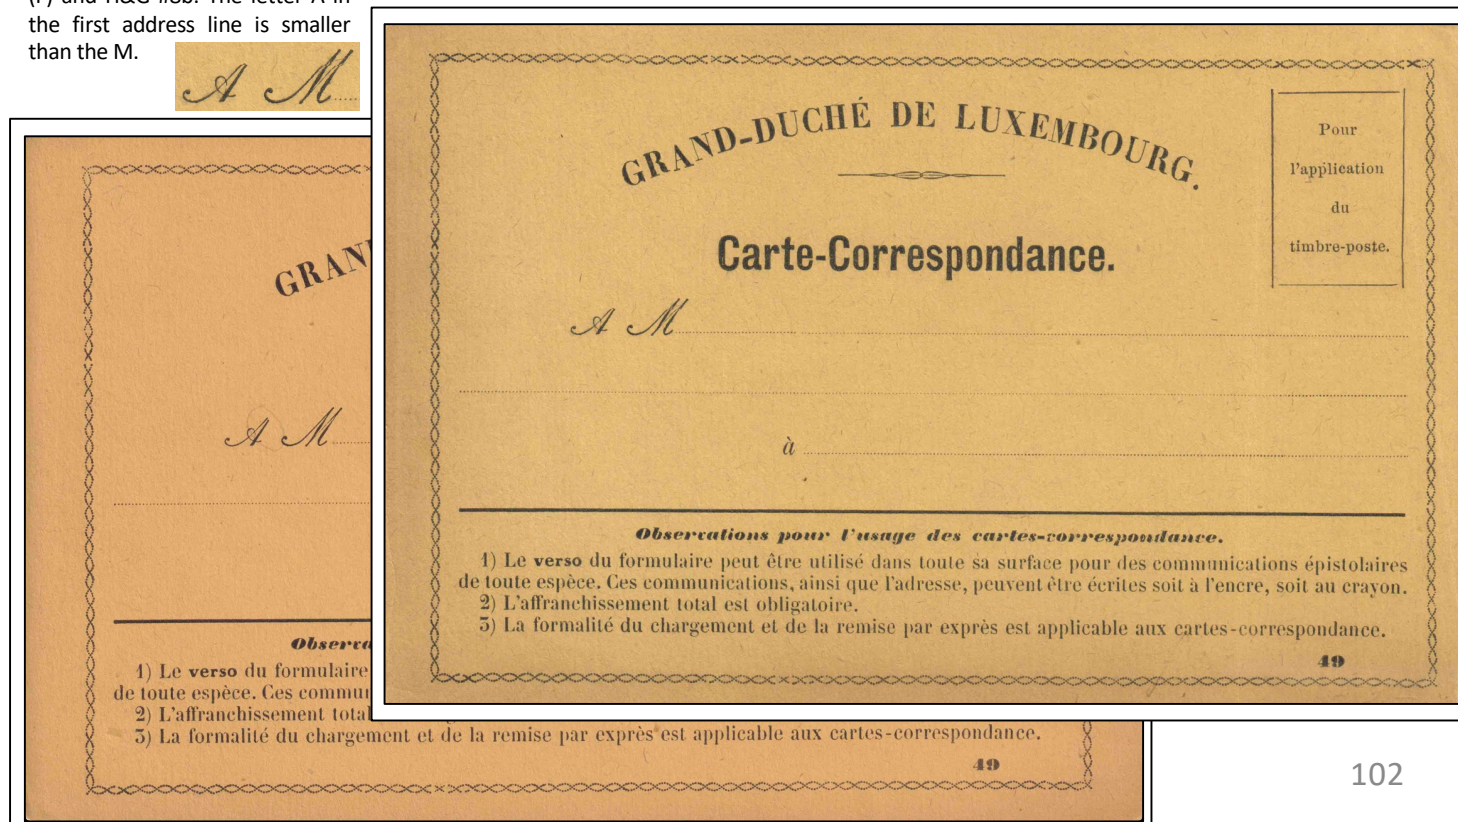 the first address line is smaller
than the M.
A M
GRAND-DUCHÉ DE LUXEMBOURG.
Pour
l'application
du
timbre-poste.
Carte-Correspondance.
A M
à
Observations pour l'usage des cartes-correspondance.
1) Le verso du formulaire peut être utilisé dans toute sa surface pour des communications épistolaires
de toute espèce. Ces communications, ainsi que l'adresse, peuvent être écrites soit à l'encre, soit au crayon.
2) L'affranchissement total est obligatoire.
3) La formalité du chargement et de la remise par exprès est applicable aux cartes-correspondance.
49
GRAN
A M
Observa
1) Le verso du formulaire
de toute espèce. Ces commun
2) L'affranchissement total
3) La formalité du chargement et de la remise par exprès est applicable aux cartes-correspondance.
49
102